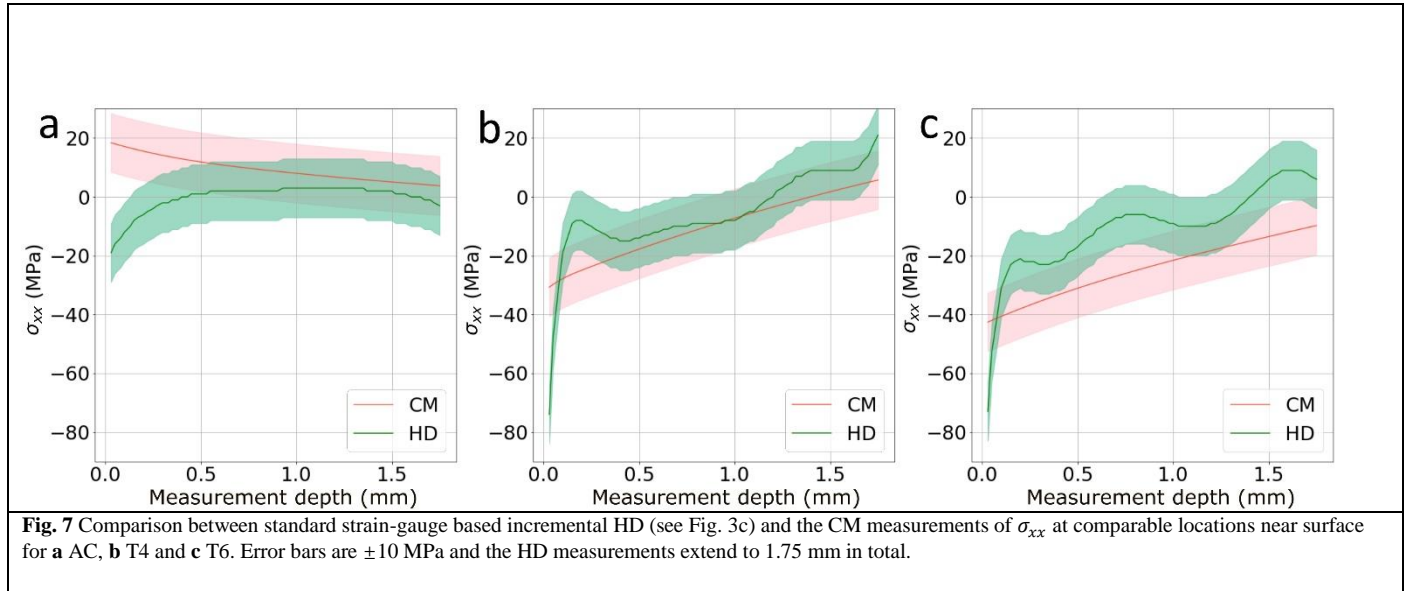 a
20
0
−20
−40
−60
−80
σxx (MPa)
CM
HD
0.0 0.5 1.0 1.5
Measurement depth (mm)
b
20
0
−20
−40
−60
−80
σxx (MPa)
CM
HD
0.0 0.5 1.0 1.5
Measurement depth (mm)
c
20
0
−20
−40
−60
−80
σxx (MPa)
CM
HD
0.0 0.5 1.0 1.5
Measurement depth (mm)
Fig. 7 Comparison between standard strain-gauge based incremental HD (see Fig. 3c) and the CM measurements of σxx at comparable locations near surface
for a AC, b T4 and c T6. Error bars are ±10 MPa and the HD measurements extend to 1.75 mm in total.